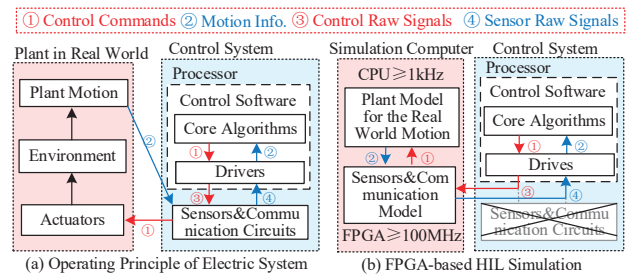 ① Control Commands ② Motion Info. ③ Control Raw Signals ④ Sensor Raw Signals
Plant in Real World
Plant Motion
Environment
Actuators
②
①
Control System
Processor
Control Software
Core Algorithms
① ②
Drivers
③ ④
Sensors&Commu
nication Circuits
(a) Operating Principle of Electric System
Simulation Computer
CPU≥1kHz
Plant Model
for the Real
World Motion
② ①
Sensors&Com
munication
Model
FPGA≥100MHz
Control System
Processor
Control Software
Core Algorithms
① ②
Drives
③ ④
Sensors&Commu
nication Circuits
(b) FPGA-based HIL Simulation